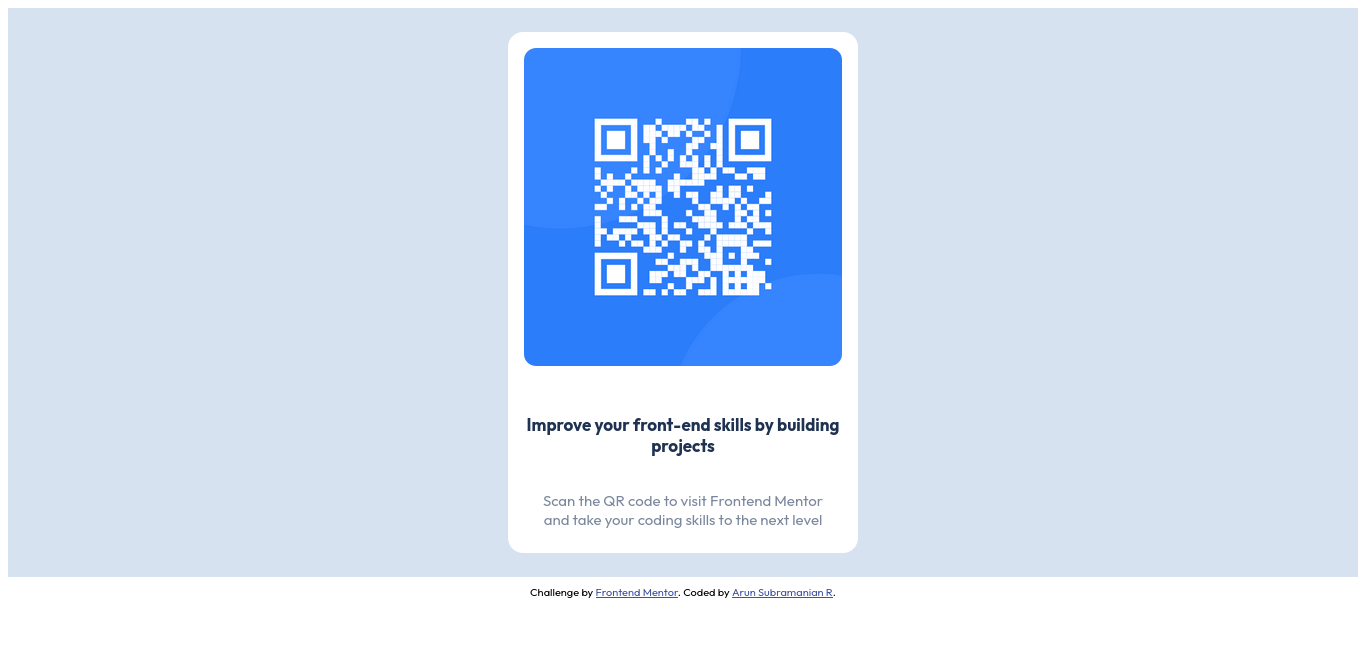 Improve your front-end skills by building
projects
Scan the QR code to visit Frontend Mentor
and take your coding skills to the next level
Challenge by Frontend Mentor. Coded by Arun Subramanian R.